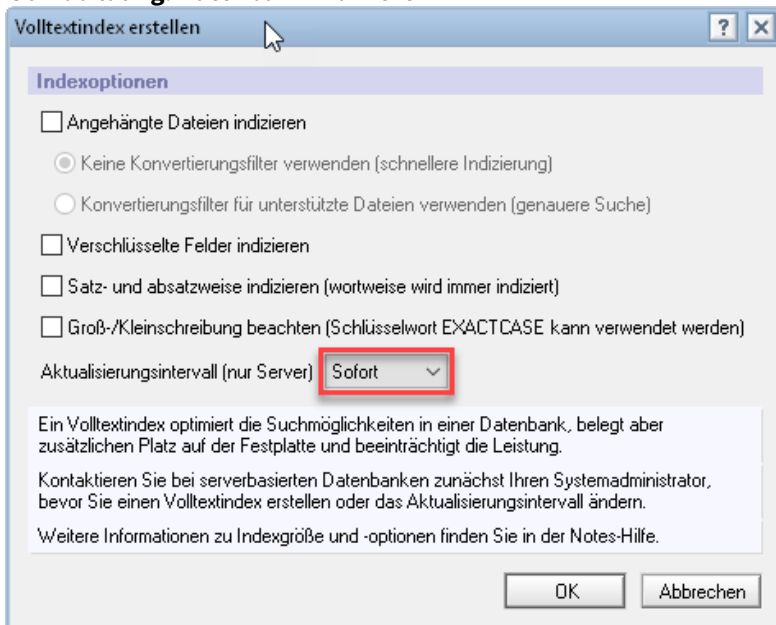 Volltextindex erstellen
?
Indexoptionen
Angehängte Dateien indizieren
Keine Konvertierungsfilter verwenden (schnellere Indizierung)
Konvertierungsfilter für unterstützte Dateien verwenden (genauere Suche)
Verschlüsselte Felder indizieren
Satz- und absatzweise indizieren (wortweise wird immer indiziert)
Groß-/Kleinschreibung beachten (Schlüsselwort EXACTCASE kann verwendet werden)
Aktualisierungsintervall (nur Server) Sofort
Ein Volltextindex optimiert die Suchmöglichkeiten in einer Datenbank, belegt aber
zusätzlichen Platz auf der Festplatte und beeinträchtigt die Leistung.
Kontaktieren Sie bei serverbasierten Datenbanken zunächst Ihren Systemadministrator,
bevor Sie einen Volltextindex erstellen oder das Aktualisierungsintervall ändern.
Weitere Informationen zu Indexgröße und -optionen finden Sie in der Notes-Hilfe.
OK Abbrechen